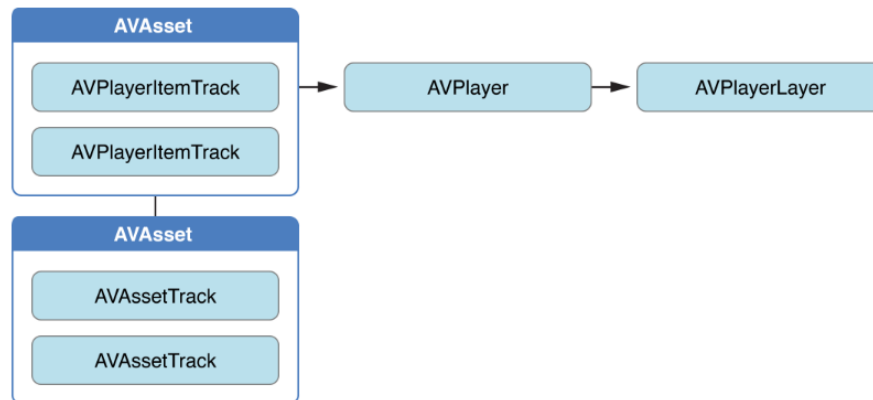 AVAsset
AVPlayerItemTrack
AVPlayer
AVPlayerLayer
AVPlayerItemTrack
AVAsset
AVAssetTrack
AVAssetTrack